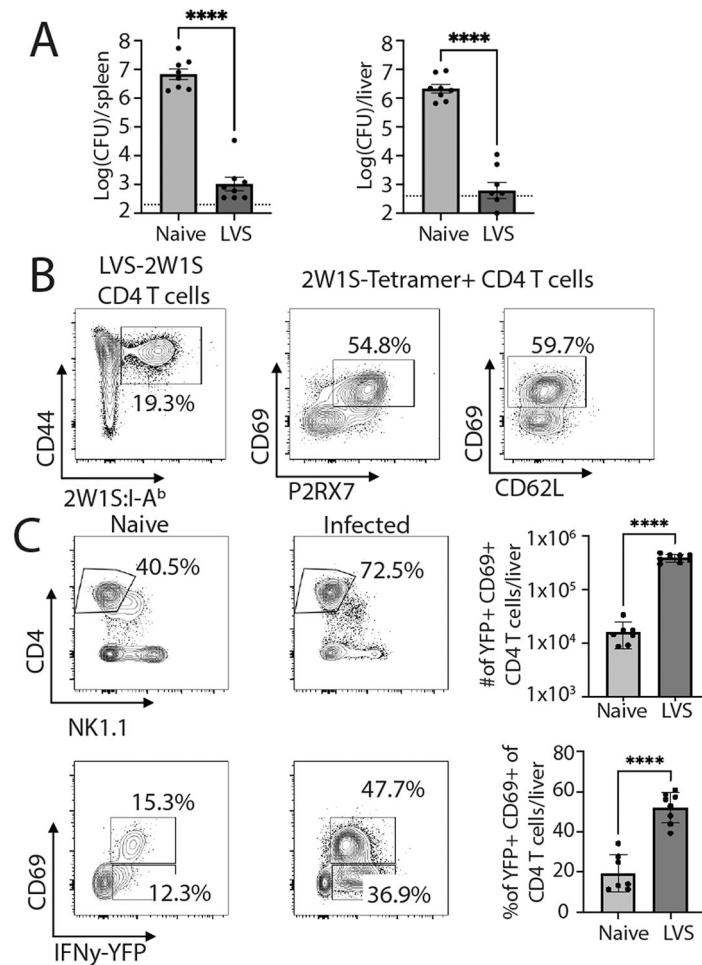 A
****
8
7
6
5
4
3
2
Log(CFU)/spleen
Naive LVS
****
8
7
6
5
4
3
2
Log(CFU)/liver
Naive LVS
B
LVS-2W1S
CD4 T cells
2W1S-Tetramer+ CD4 T cells
19.3%
CD44
2W1S:I-Aᵇ
54.8%
CD69
P2RX7
59.7%
CD69
CD62L
C
Naive
Infected
40.5%
CD4
NK1.1
72.5%
****
1x10⁶
1x10⁵
1x10⁴
1x10³
#of YFP+ CD69+
CD4 T cells/liver
Naive LVS
15.3%
12.3%
CD69
IFNy-YFP
47.7%
36.9%
****
80
60
40
20
0
%of YFP+ CD69+ of
CD4 T cells/liver
Naive LVS